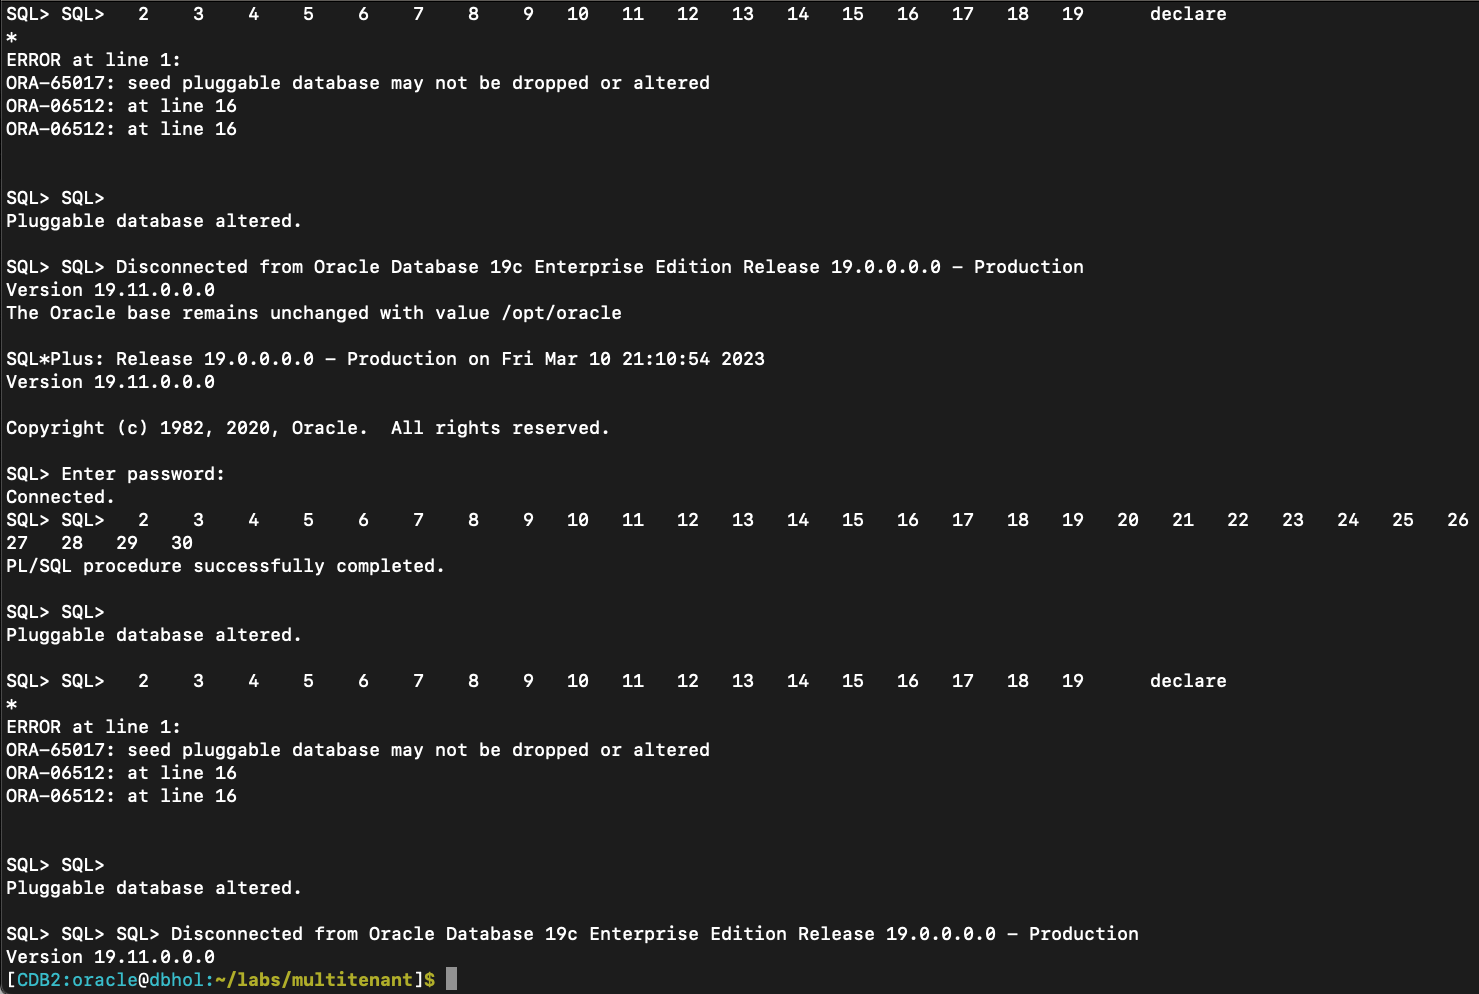 SQL> SQL>   2    3    4    5    6    7    8    9   10   11   12   13   14   15   16   17   18   19      declare
*
ERROR at line 1:
ORA-65017: seed pluggable database may not be dropped or altered
ORA-06512: at line 16
ORA-06512: at line 16
SQL> SQL>
Pluggable database altered.
SQL> SQL> Disconnected from Oracle Database 19c Enterprise Edition Release 19.0.0.0.0 - Production
Version 19.11.0.0.0
The Oracle base remains unchanged with value /opt/oracle
SQL*Plus: Release 19.0.0.0.0 - Production on Fri Mar 10 21:10:54 2023
Version 19.11.0.0.0
Copyright (c) 1982, 2020, Oracle.  All rights reserved.
SQL> Enter password:
Connected.
SQL> SQL>   2    3    4    5    6    7    8    9   10   11   12   13   14   15   16   17   18   19   20   21   22   23   24   25   26
27   28   29   30
PL/SQL procedure successfully completed.
SQL> SQL>
Pluggable database altered.
SQL> SQL>   2    3    4    5    6    7    8    9   10   11   12   13   14   15   16   17   18   19      declare
*
ERROR at line 1:
ORA-65017: seed pluggable database may not be dropped or altered
ORA-06512: at line 16
ORA-06512: at line 16
SQL> SQL>
Pluggable database altered.
SQL> SQL> SQL> Disconnected from Oracle Database 19c Enterprise Edition Release 19.0.0.0.0 - Production
Version 19.11.0.0.0
[CDB2:oracle@dbhol:~/labs/multitenant]$